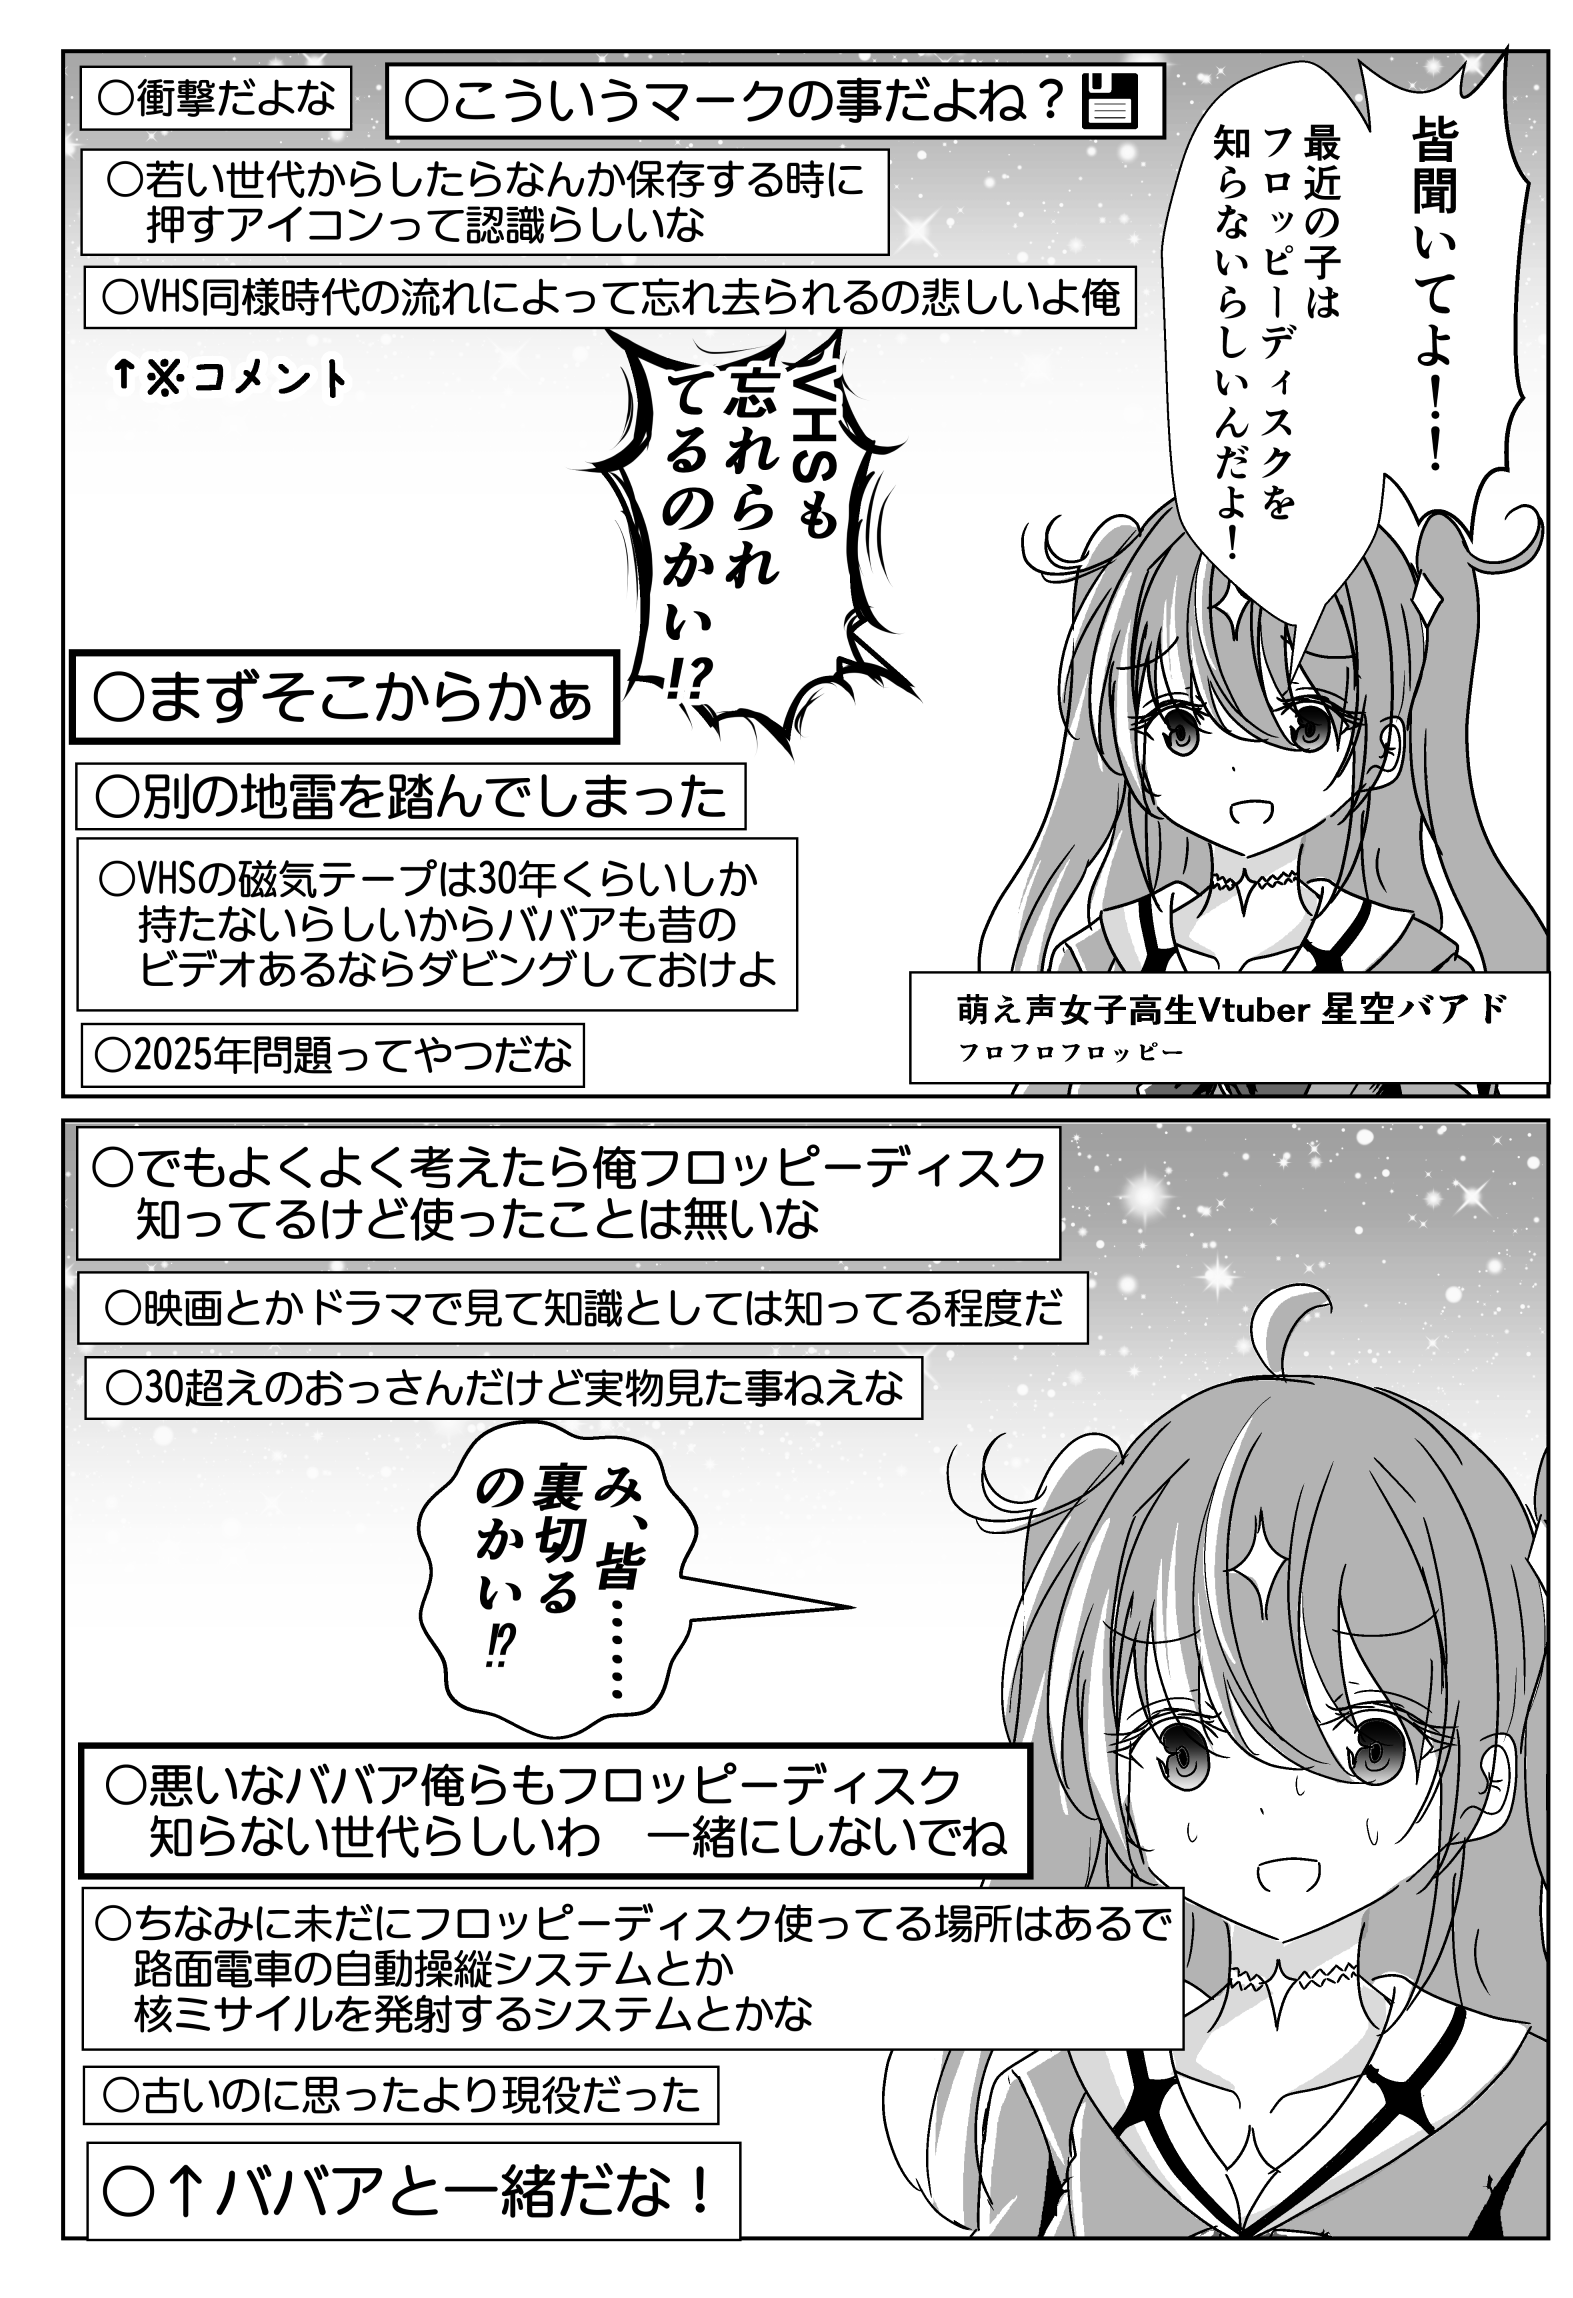 皆聞いてよ！！
最近の子は
フロッピーディスクを
知らないらしいんだよ！
○衝撃だよな
○こういうマークの事だよね？
○若い世代からしたらなんか保存する時に
押すアイコンって認識らしいな
○VHS同様時代の流れによって忘れ去られるの悲しいよ俺
↑※コメント
VHSも
忘れられ
てるのかい⁉
○まずそこからかぁ
○別の地雷を踏んでしまった
○VHSの磁気テープは30年くらいしか
持たないらしいからババアも昔の
ビデオあるならダビングしておけよ
○2025年問題ってやつだな
萌え声女子高生Vtuber 星空バアド
フロフロフロッピー
○でもよくよく考えたら俺フロッピーディスク
知ってるけど使ったことは無いな
○映画とかドラマで見て知識としては知ってる程度だ
○30超えのおっさんだけど実物見た事ねえな
み、皆……
裏切る
のかい⁉
○悪いなババア俺らもフロッピーディスク
知らない世代らしいわ　一緒にしないでね
○ちなみに未だにフロッピーディスク使ってる場所はあるで
路面電車の自動操縦システムとか
核ミサイルを発射するシステムとかな
○古いのに思ったより現役だった
○↑ババアと一緒だな！